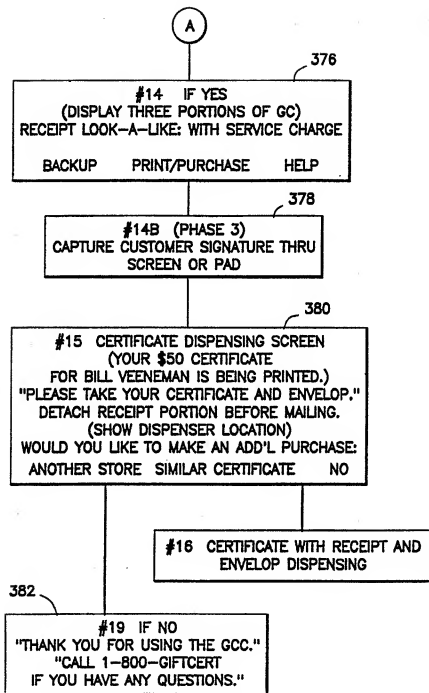 A
376
#14 IF YES
(DISPLAY THREE PORTIONS OF GC)
RECEIPT LOOK-A-LIKE: WITH SERVICE CHARGE
BACKUP PRINT/PURCHASE HELP
378
#14B (PHASE 3)
CAPTURE CUSTOMER SIGNATURE THRU
SCREEN OR PAD
380
#15 CERTIFICATE DISPENSING SCREEN
(YOUR $50 CERTIFICATE
FOR BILL VEENEMAN IS BEING PRINTED.)
"PLEASE TAKE YOUR CERTIFICATE AND ENVELOP."
DETACH RECEIPT PORTION BEFORE MAILING.
(SHOW DISPENSER LOCATION)
WOULD YOU LIKE TO MAKE AN ADD'L PURCHASE:
ANOTHER STORE SIMILAR CERTIFICATE NO
#16 CERTIFICATE WITH RECEIPT AND
ENVELOP DISPENSING
382
#19 IF NO
"THANK YOU FOR USING THE GCC."
"CALL 1-800-GIFTCERT
IF YOU HAVE ANY QUESTIONS."